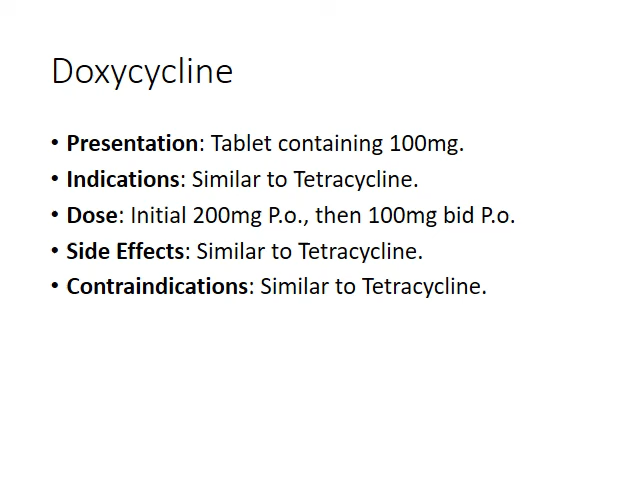 Doxycycline
• Presentation: Tablet containing 100mg.
• Indications: Similar to Tetracycline.
• Dose: Initial 200mg P.o., then 100mg bid P.o.
• Side Effects: Similar to Tetracycline.
• Contraindications: Similar to Tetracycline.